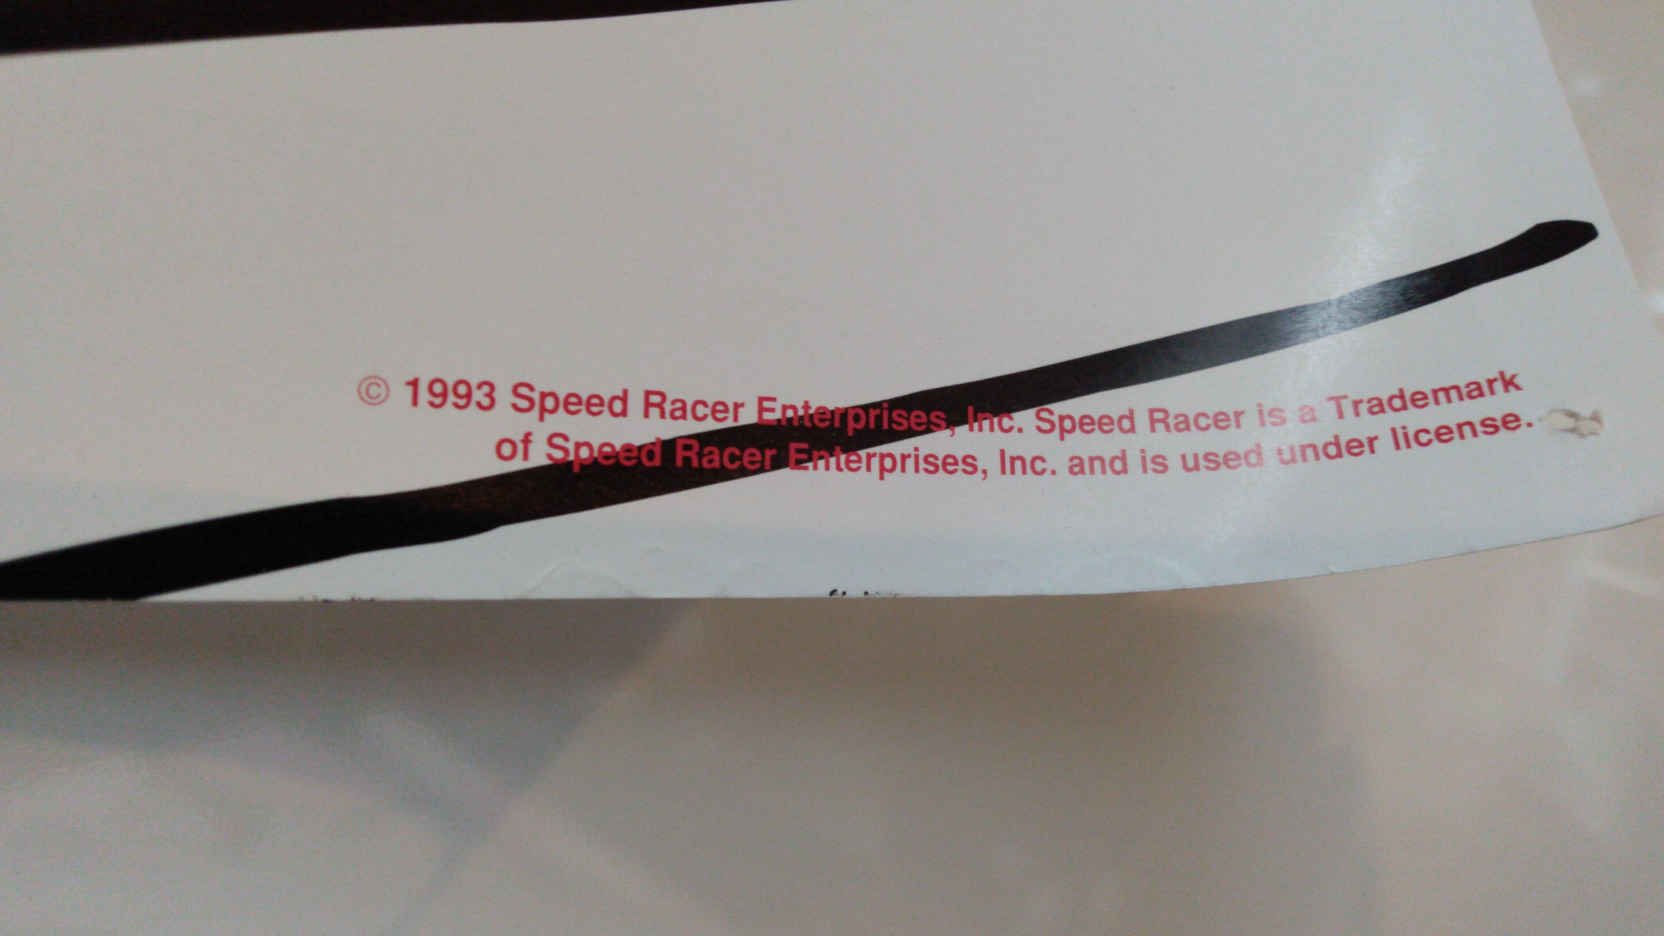 © 1993 Speed Racer Enterprises, Inc. Speed Racer is a Trademark
of Speed Racer Enterprises, Inc. and is used under license.